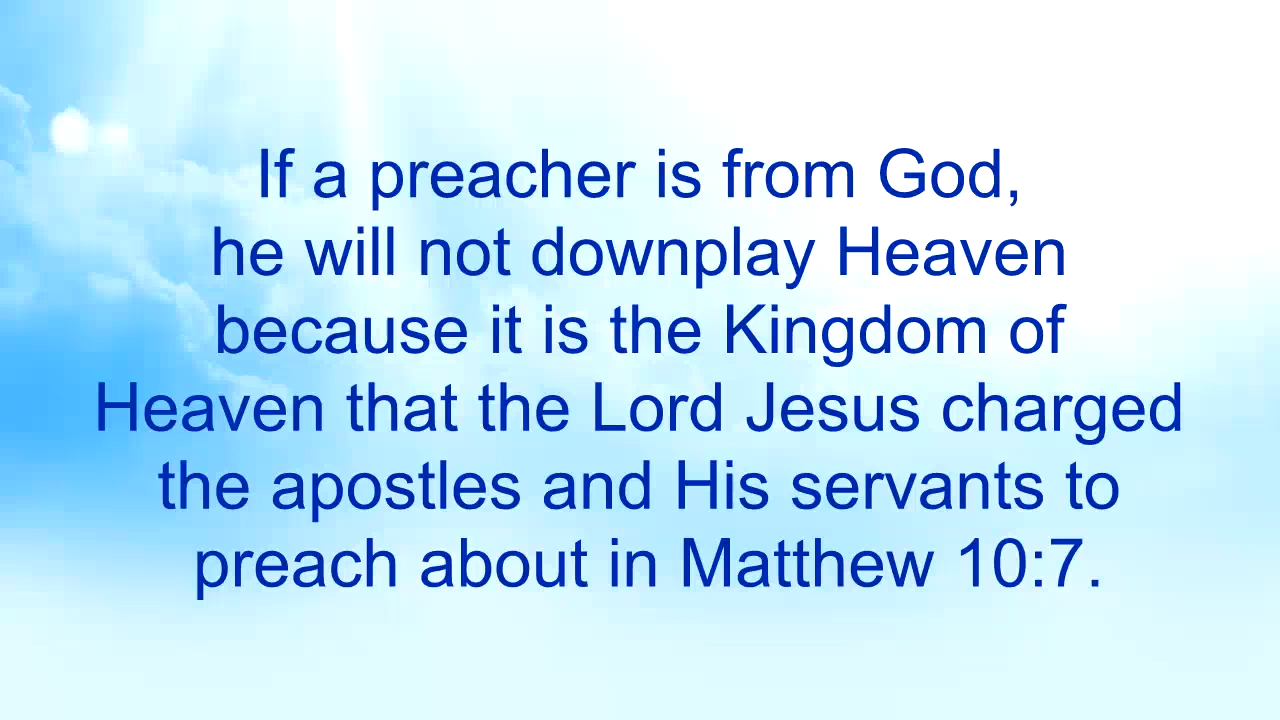 If a preacher is from God,
he will not downplay Heaven
because it is the Kingdom of
Heaven that the Lord Jesus charged
the apostles and His servants to
preach about in Matthew 10:7.